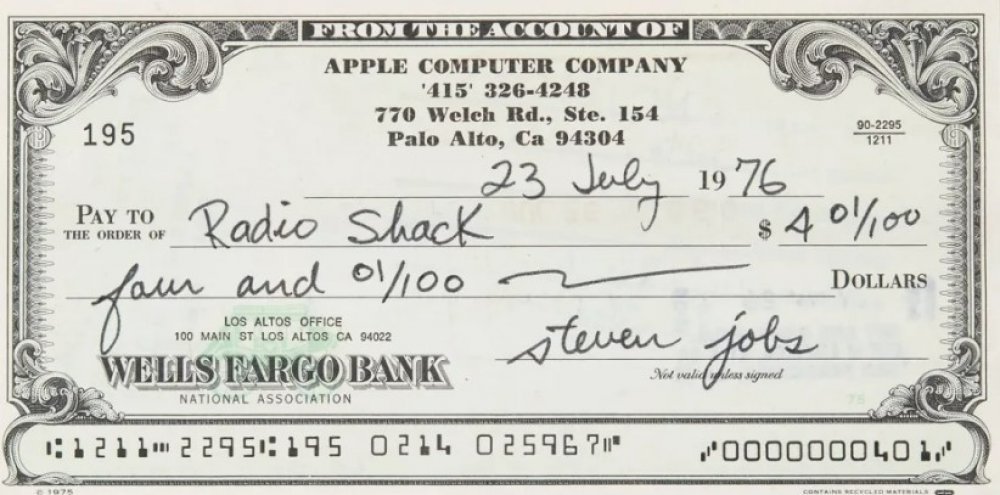 FROM THE ACCOUNT OF
APPLE COMPUTER COMPANY
'415' 326-4248
770 Welch Rd., Ste. 154
Palo Alto, Ca 94304
195
90-2295
1211
23 July 1976
PAY TO THE ORDER OF Radio Shack $ 4 01/100
four and 01/100 DOLLARS
LOS ALTOS OFFICE
100 MAIN ST LOS ALTOS CA 94022
WELLS FARGO BANK
NATIONAL ASSOCIATION
steven jobs
Not valid unless signed
75
⑆1211⑉2295⑆195 0214 025967⑈ ⑇0000000401⑇
© 1975 CONTAINS RECYCLED MATERIALS